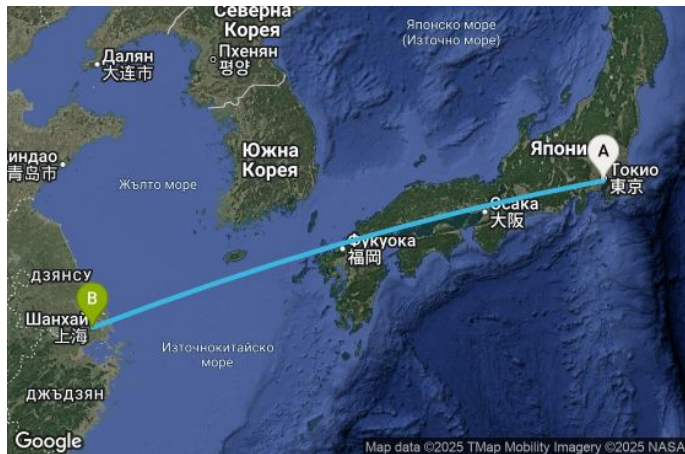 Северна
Корея
Японско море
(Източно море)
Далян
大连市
Пхенян
평양
Южна
Корея
Япони
A
Токио
東京
индао
青岛市
Жълто море
Осака
大阪
Фукуока
福岡
ДЗЯНСУ
B
Шанхай
上海
Източнокитайско
море
ДЖЪДЗЯН
Google
Map data ©2025 TMap Mobility Imagery ©2025 NASA